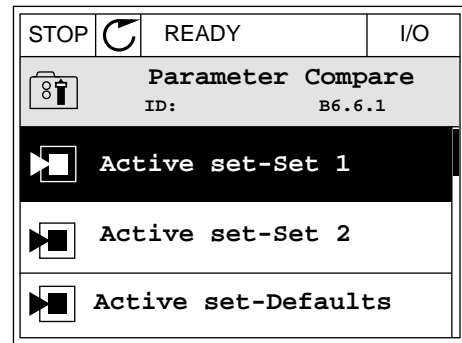 STOP READY I/O
Parameter Compare
ID: B6.6.1
Active set-Set 1
Active set-Set 2
Active set-Defaults